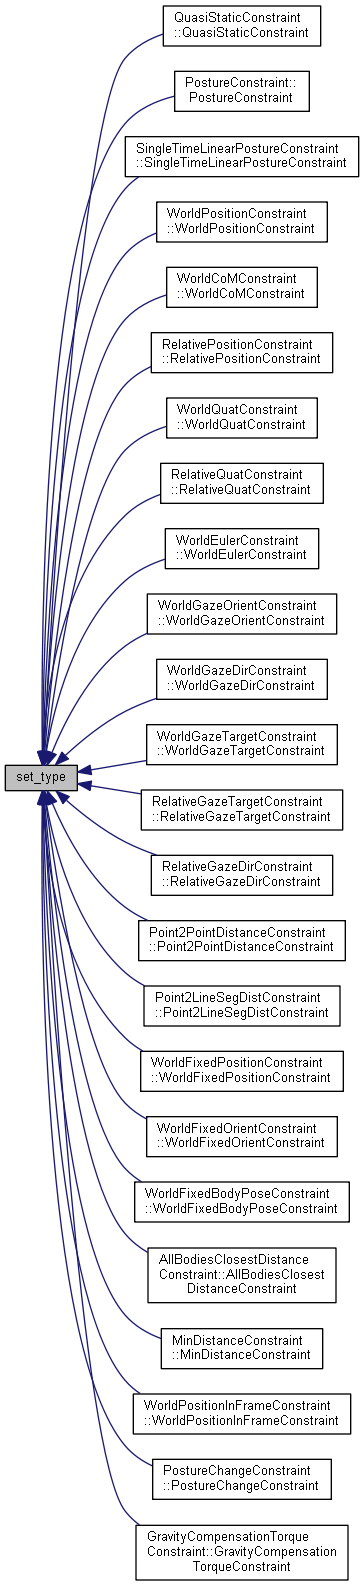 QuasiStaticConstraint
::QuasiStaticConstraint
PostureConstraint::
PostureConstraint
SingleTimeLinearPostureConstraint
::SingleTimeLinearPostureConstraint
WorldPositionConstraint
::WorldPositionConstraint
WorldCoMConstraint
::WorldCoMConstraint
RelativePositionConstraint
::RelativePositionConstraint
WorldQuatConstraint
::WorldQuatConstraint
RelativeQuatConstraint
::RelativeQuatConstraint
WorldEulerConstraint
::WorldEulerConstraint
WorldGazeOrientConstraint
::WorldGazeOrientConstraint
WorldGazeDirConstraint
::WorldGazeDirConstraint
WorldGazeTargetConstraint
::WorldGazeTargetConstraint
set_type
RelativeGazeTargetConstraint
::RelativeGazeTargetConstraint
RelativeGazeDirConstraint
::RelativeGazeDirConstraint
Point2PointDistanceConstraint
::Point2PointDistanceConstraint
Point2LineSegDistConstraint
::Point2LineSegDistConstraint
WorldFixedPositionConstraint
::WorldFixedPositionConstraint
WorldFixedOrientConstraint
::WorldFixedOrientConstraint
WorldFixedBodyPoseConstraint
::WorldFixedBodyPoseConstraint
AllBodiesClosestDistance
Constraint::AllBodiesClosest
DistanceConstraint
MinDistanceConstraint
::MinDistanceConstraint
WorldPositionInFrameConstraint
::WorldPositionInFrameConstraint
PostureChangeConstraint
::PostureChangeConstraint
GravityCompensationTorque
Constraint::GravityCompensation
TorqueConstraint